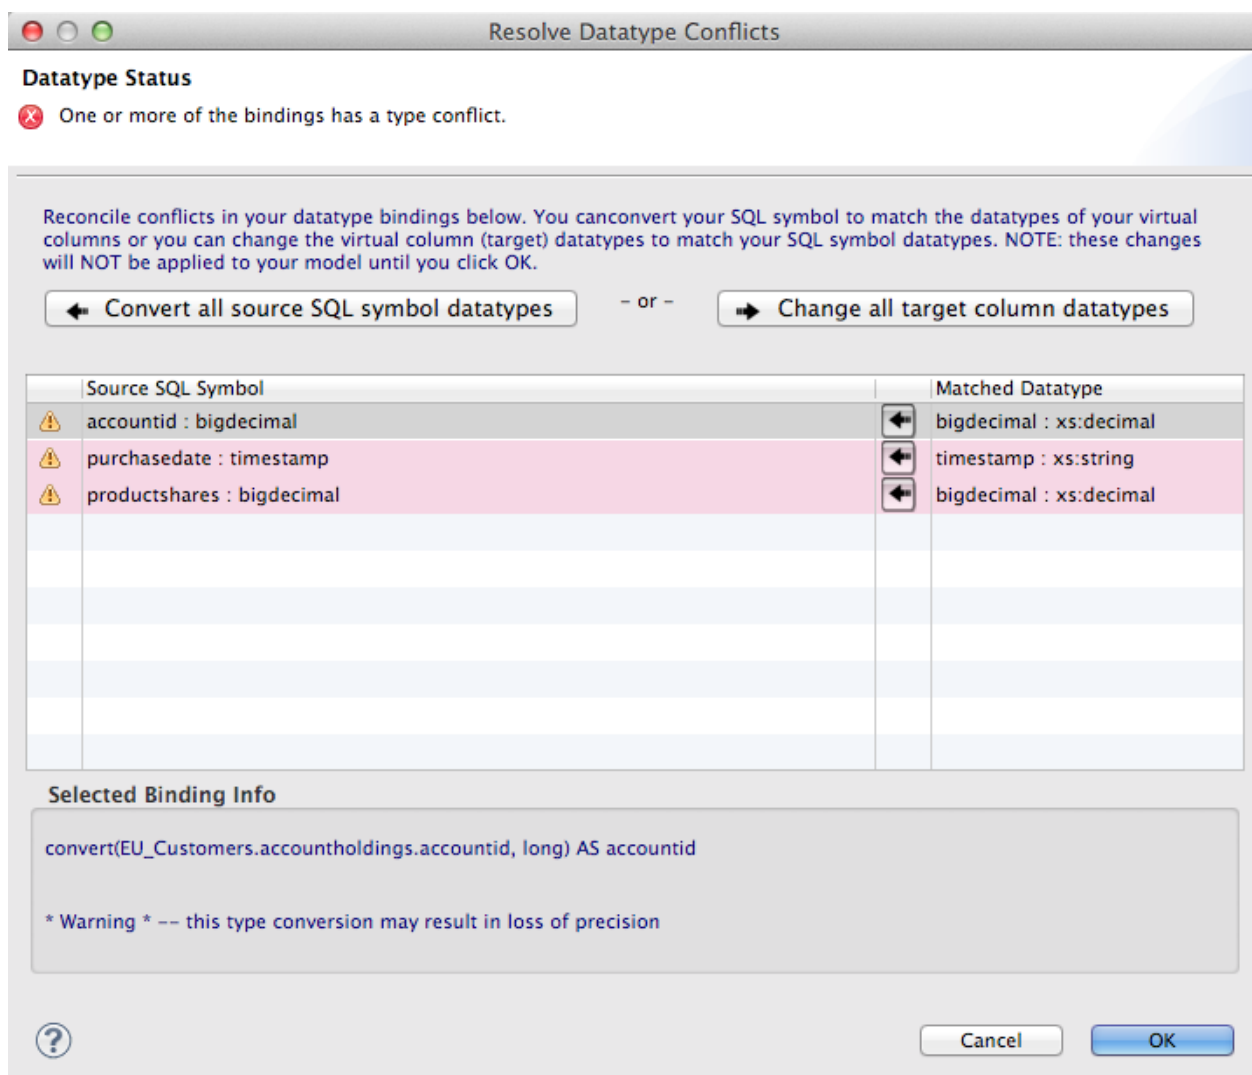 Resolve Datatype Conflicts
Datatype Status
One or more of the bindings has a type conflict.
Reconcile conflicts in your datatype bindings below. You canconvert your SQL symbol to match the datatypes of your virtual
columns or you can change the virtual column (target) datatypes to match your SQL symbol datatypes. NOTE: these changes
will NOT be applied to your model until you click OK.
Convert all source SQL symbol datatypes - or - Change all target column datatypes
Source SQL Symbol Matched Datatype
accountid : bigdecimal bigdecimal : xs:decimal
purchasedate : timestamp timestamp : xs:string
productshares : bigdecimal bigdecimal : xs:decimal
Selected Binding Info
convert(EU_Customers.accountholdings.accountid, long) AS accountid
* Warning * -- this type conversion may result in loss of precision
? Cancel OK